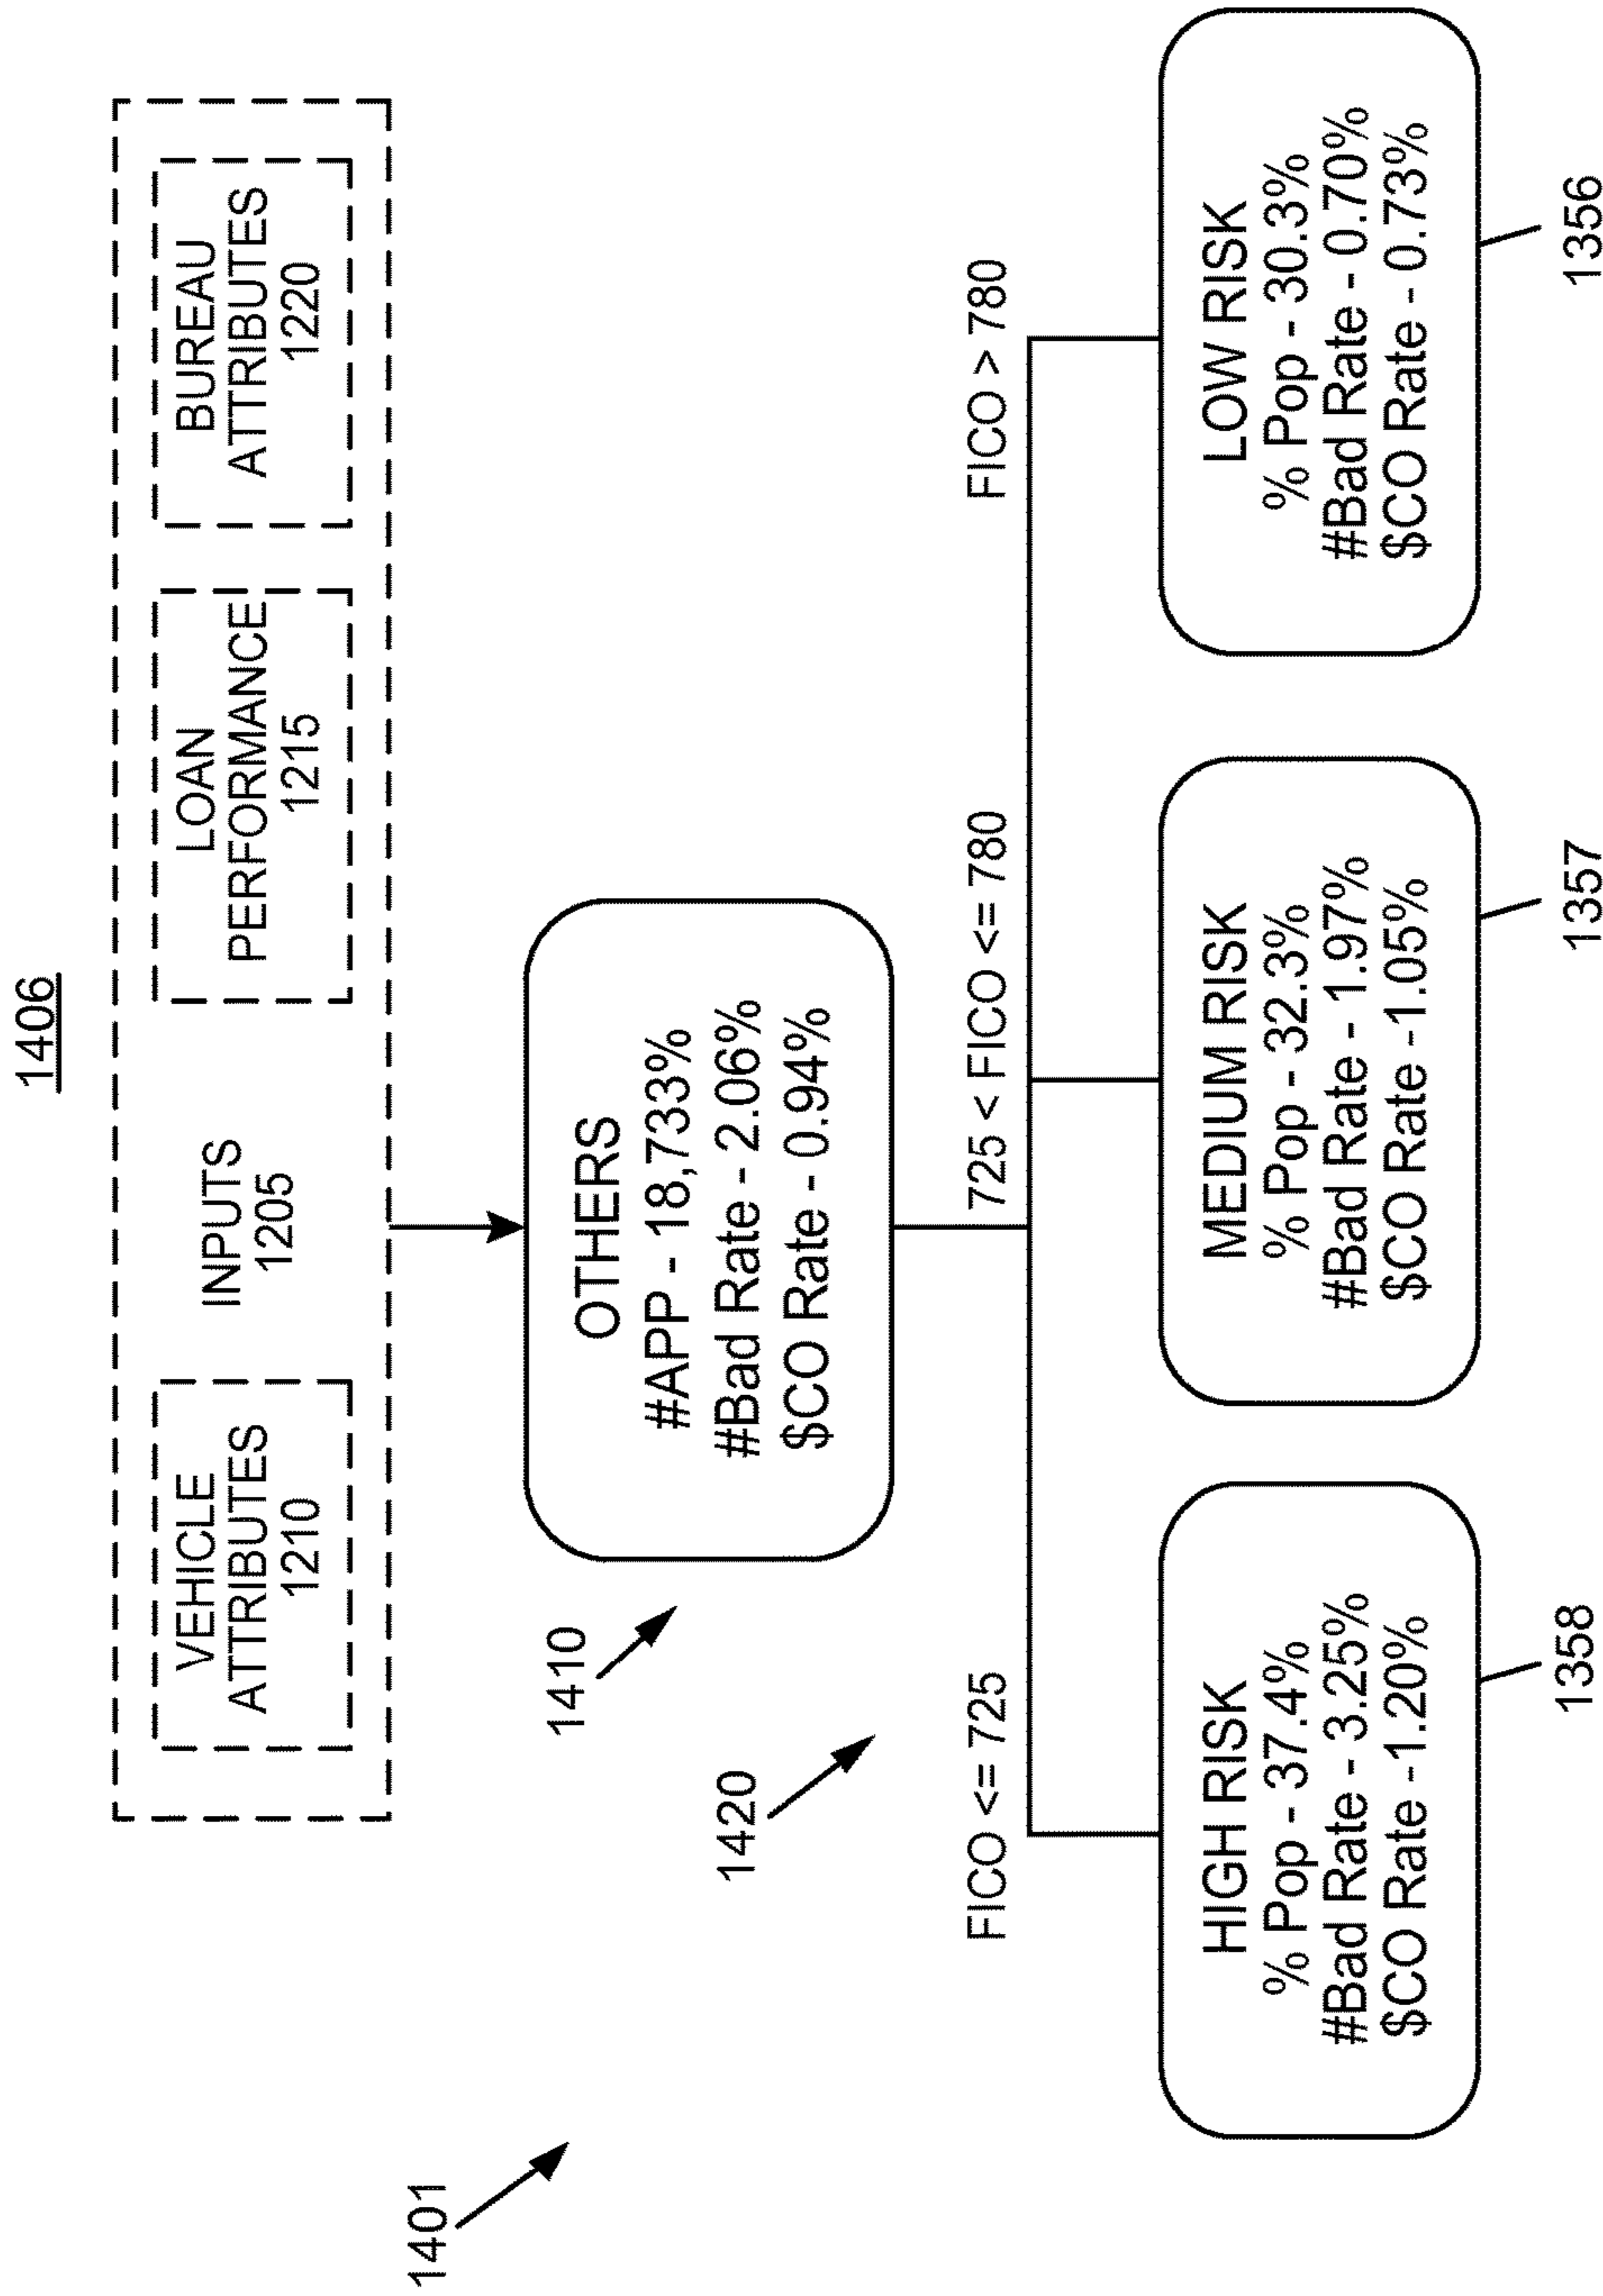 1406
VEHICLE
ATTRIBUTES
1210
INPUTS
1205
LOAN
PERFORMANCE
1215
BUREAU
ATTRIBUTES
1220
1401
1410
OTHERS
#APP - 18,733%
#Bad Rate - 2.06%
$CO Rate - 0.94%
1420
FICO <= 725
725 < FICO <= 780
FICO > 780
HIGH RISK
% Pop - 37.4%
#Bad Rate - 3.25%
$CO Rate -1.20%
1358
MEDIUM RISK
% Pop - 32.3%
#Bad Rate - 1.97%
$CO Rate -1.05%
1357
LOW RISK
% Pop - 30.3%
#Bad Rate - 0.70%
$CO Rate - 0.73%
1356